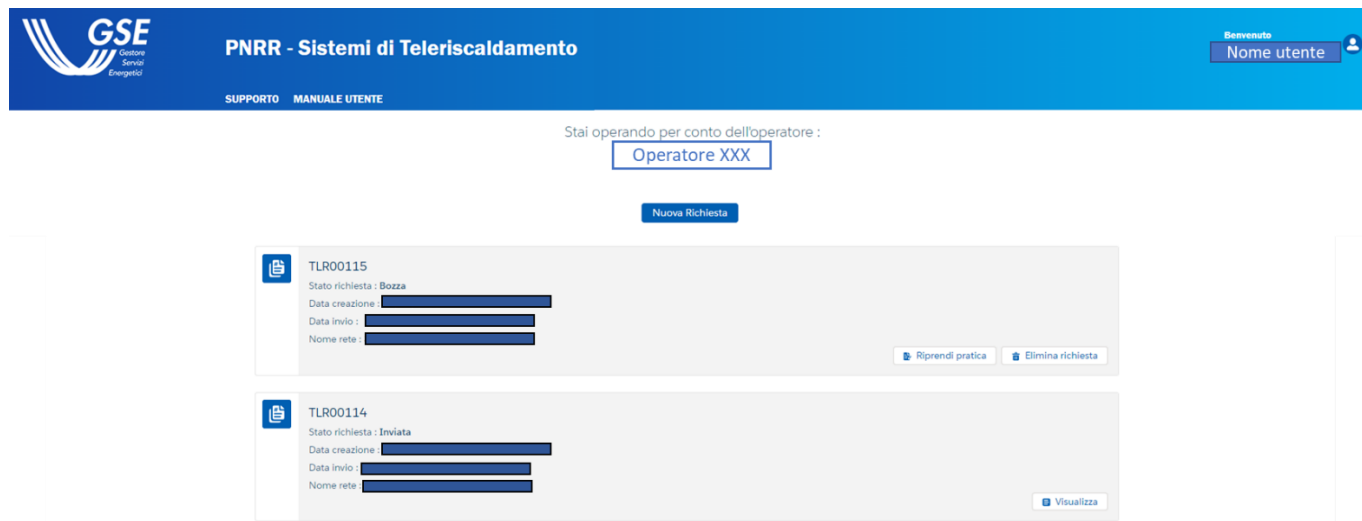 GSE
Gestore
Servizi
Energetici
PNRR - Sistemi di Teleriscaldamento
Benvenuto
Nome utente
SUPPORTO MANUALE UTENTE
Stai operando per conto dell'operatore :
Operatore XXX
Nuova Richiesta
TLR00115
Stato richiesta : Bozza
Data creazione :
Data invio :
Nome rete :
Riprendi pratica Elimina richiesta
TLR00114
Stato richiesta : Inviata
Data creazione :
Data invio :
Nome rete :
Visualizza